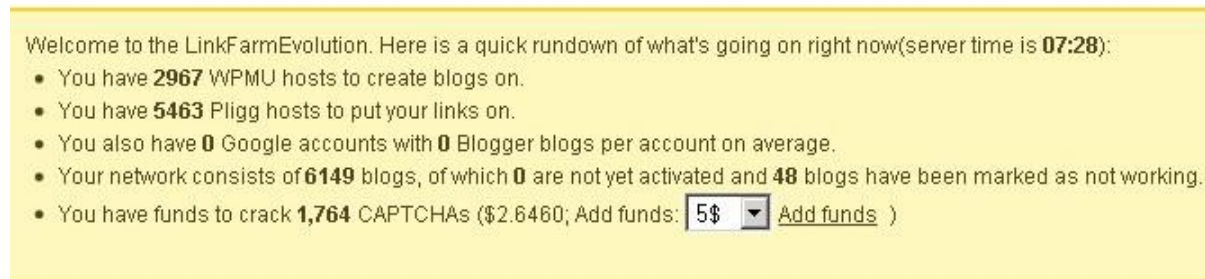 Welcome to the LinkFarmEvolution. Here is a quick rundown of what's going on right now(server time is 07:28):
• You have 2967 WPMU hosts to create blogs on.
• You have 5463 Pligg hosts to put your links on.
• You also have 0 Google accounts with 0 Blogger blogs per account on average.
• Your network consists of 6149 blogs, of which 0 are not yet activated and 48 blogs have been marked as not working.
• You have funds to crack 1,764 CAPTCHAs ($2.6460; Add funds: 5$ Add funds )